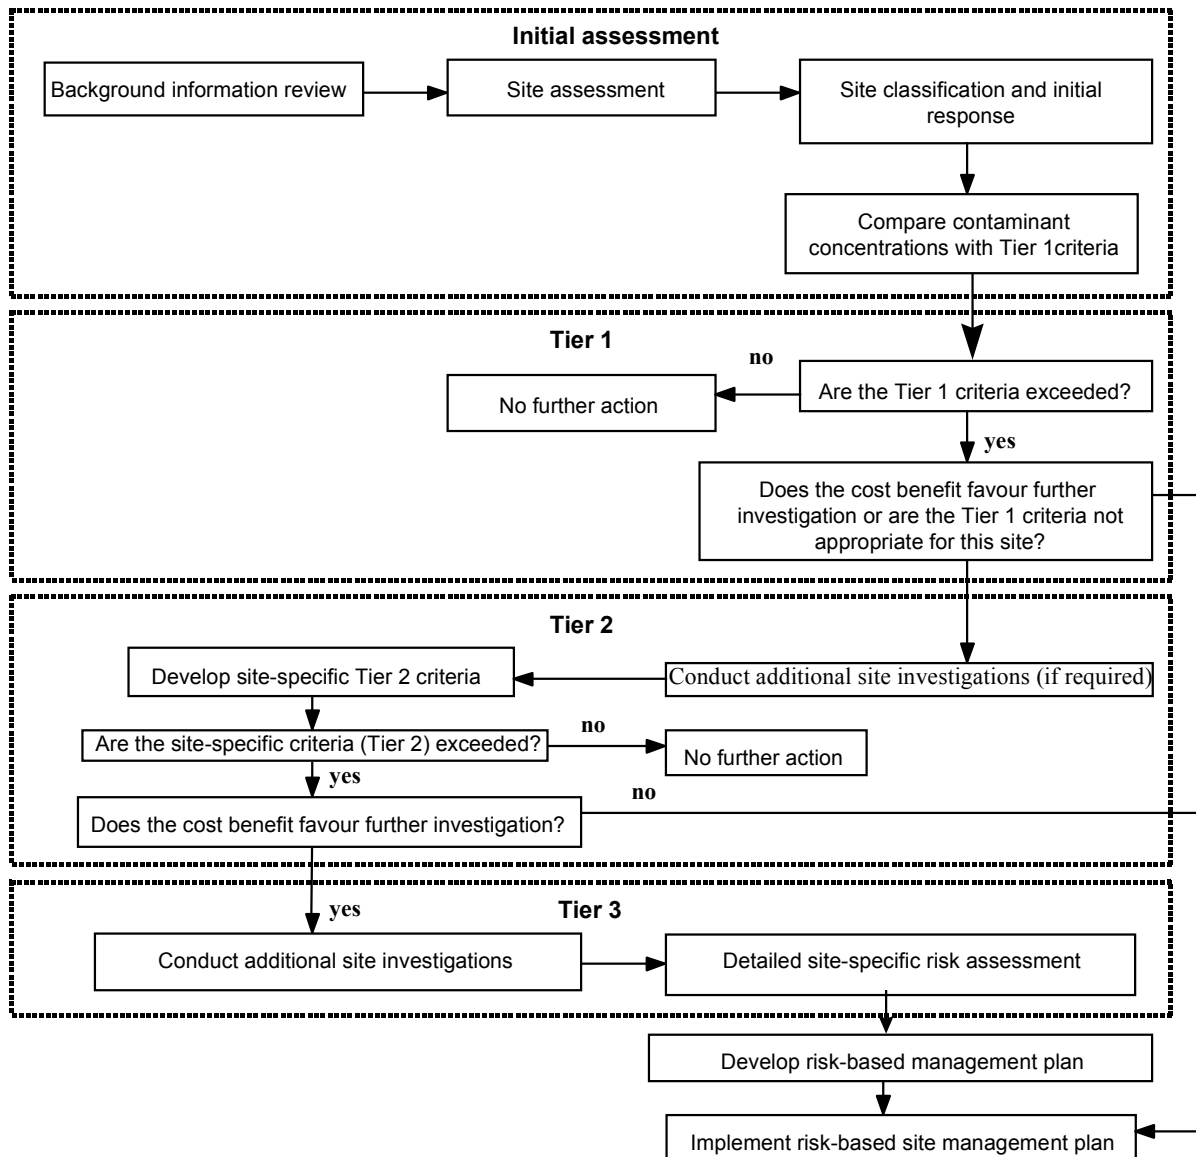 Initial assessment
Background information review
Site assessment
Site classification and initial
response
Compare contaminant
concentrations with Tier 1criteria
Tier 1
no
Are the Tier 1 criteria exceeded?
No further action
yes
Does the cost benefit favour further
investigation or are the Tier 1 criteria not
appropriate for this site?
Tier 2
Conduct additional site investigations (if required)
Develop site-specific Tier 2 criteria
Are the site-specific criteria (Tier 2) exceeded?
no
No further action
yes
Does the cost benefit favour further investigation?
no
yes
Tier 3
Conduct additional site investigations
Detailed site-specific risk assessment
Develop risk-based management plan
Implement risk-based site management plan